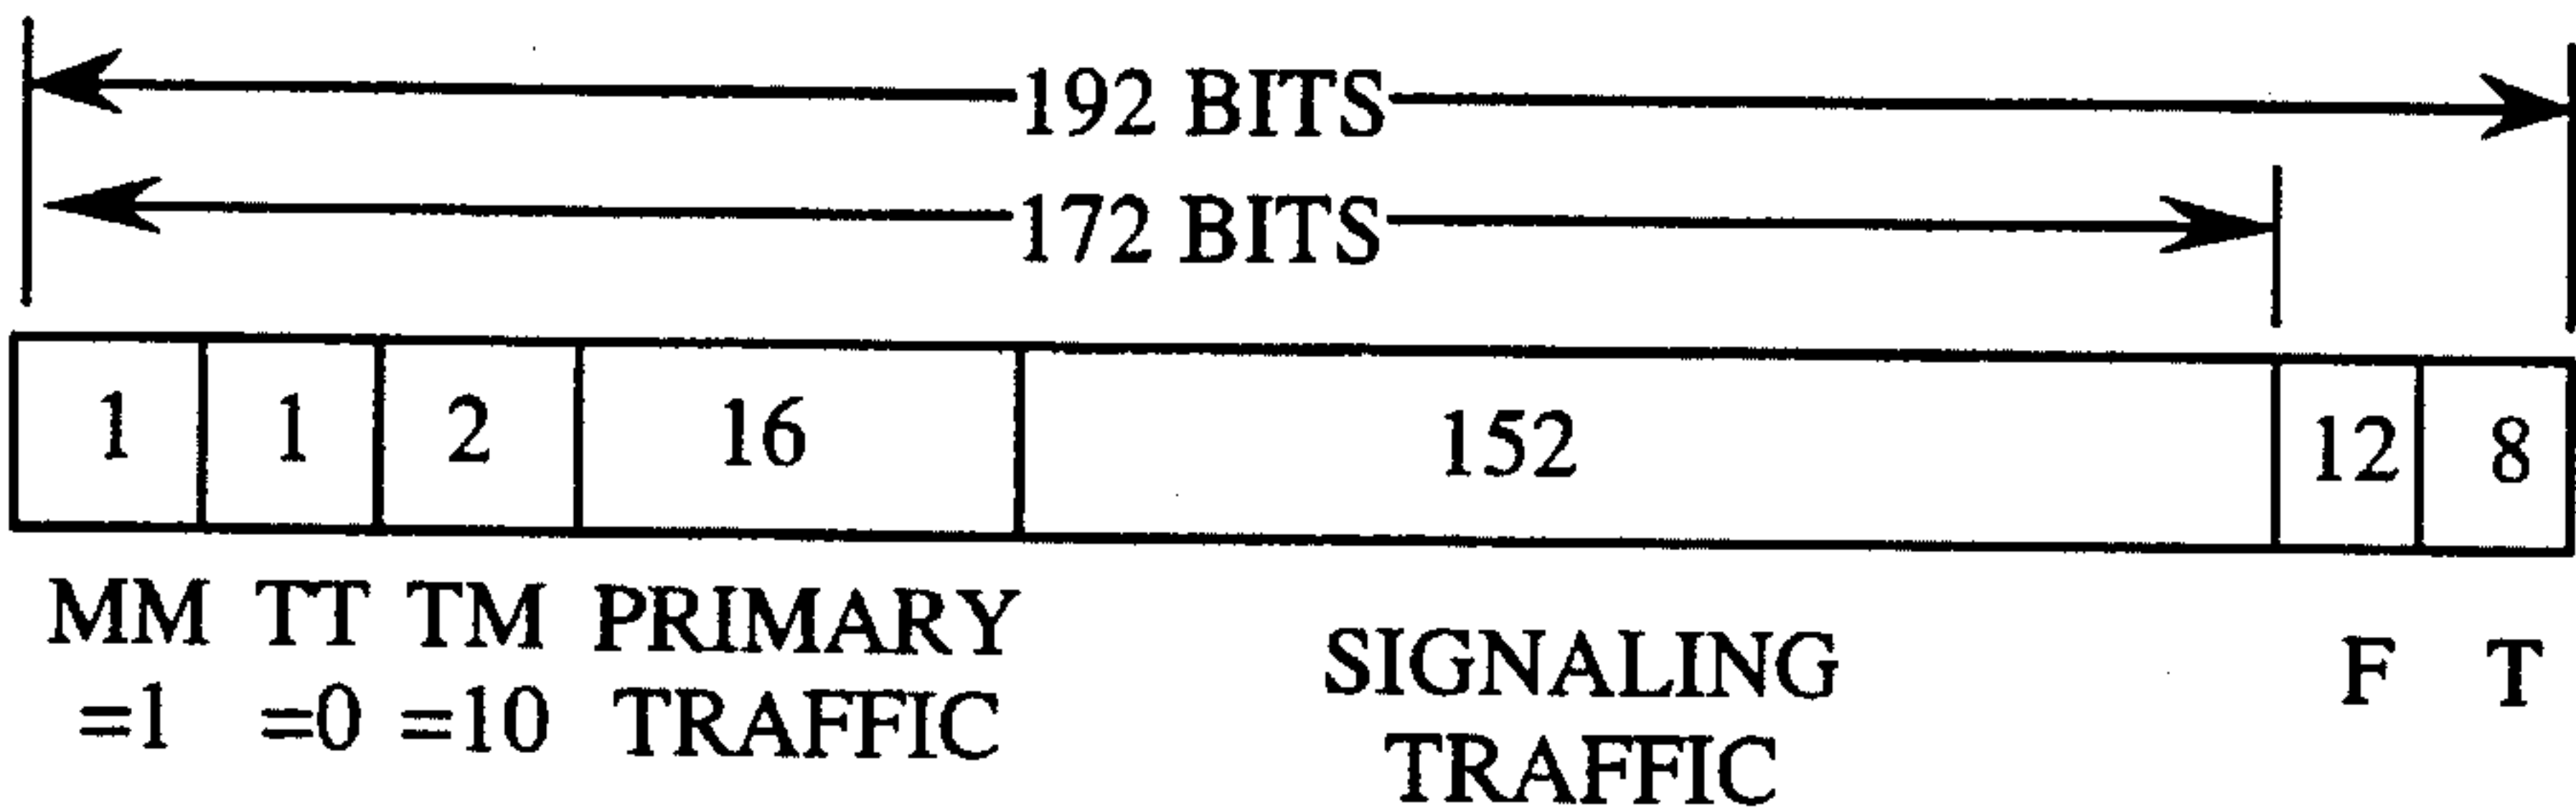 192 BITS
172 BITS
1 1 2 16 152 12 8
MM TT TM PRIMARY SIGNALING F T
=1 =0 =10 TRAFFIC TRAFFIC